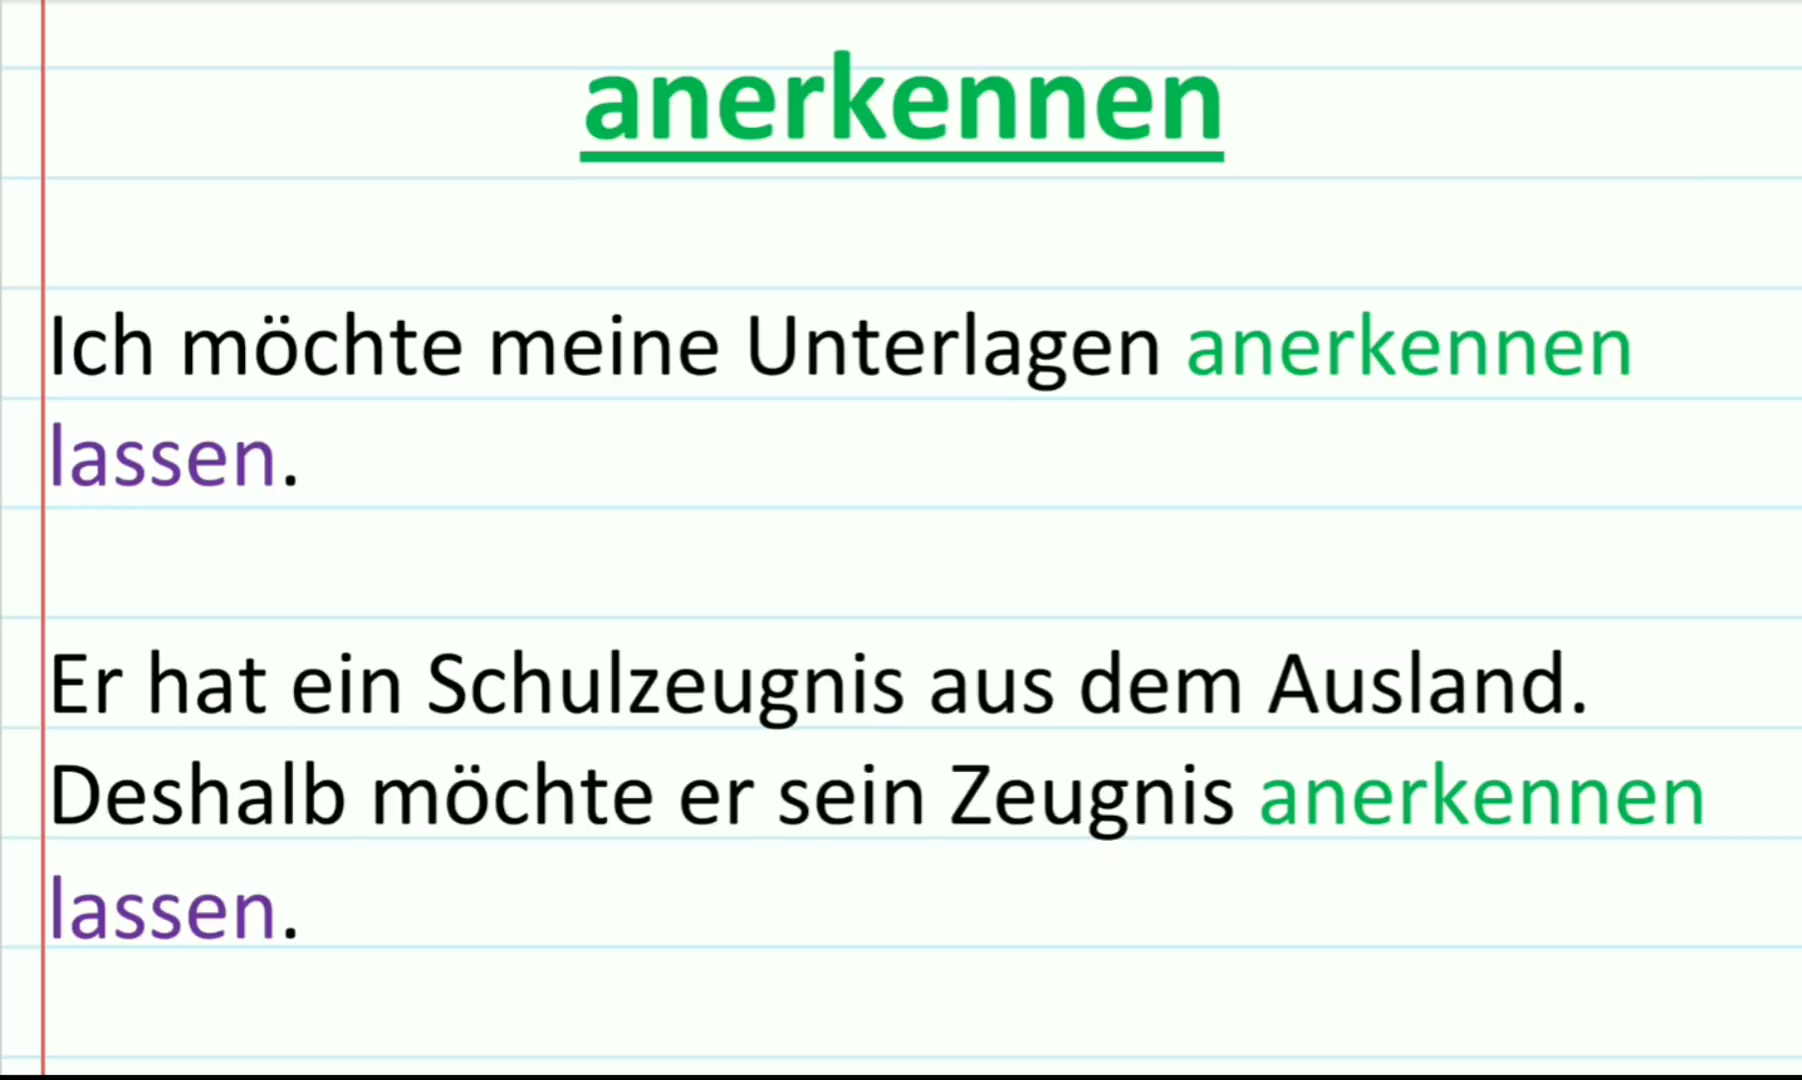 anerkennen
Ich möchte meine Unterlagen anerkennen
lassen.
Er hat ein Schulzeugnis aus dem Ausland.
Deshalb möchte er sein Zeugnis anerkennen
lassen.